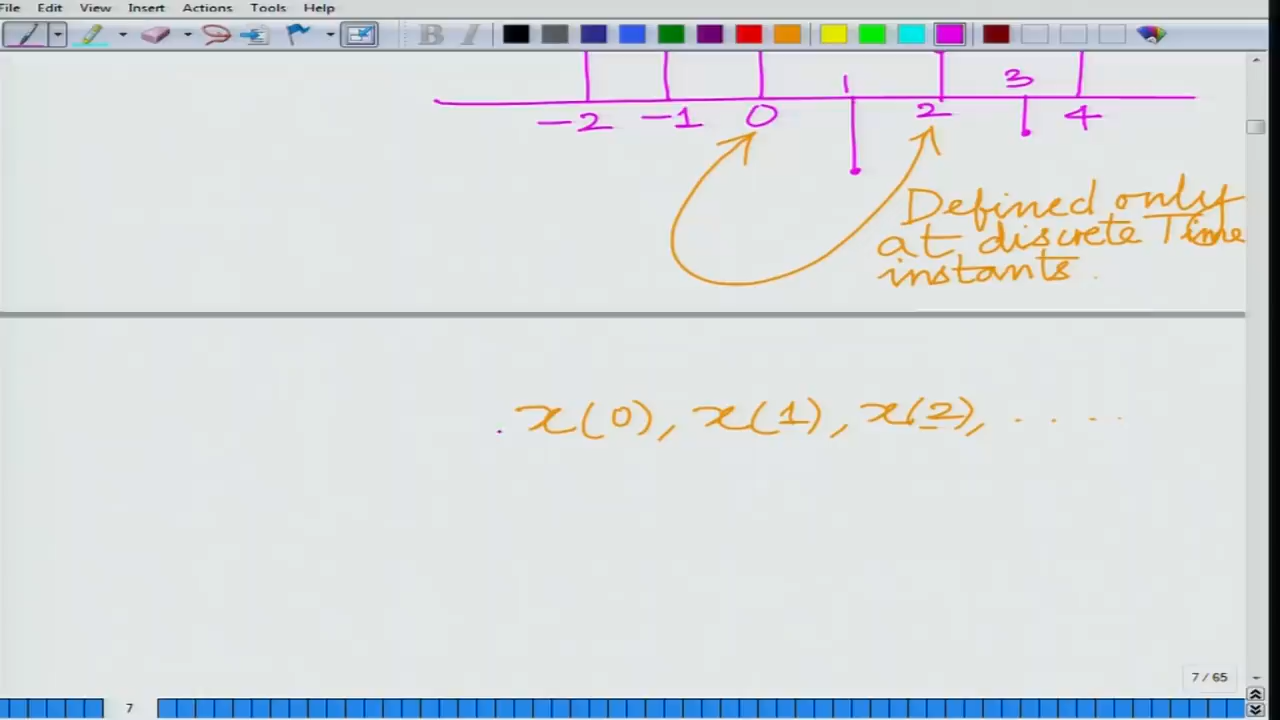 File Edit View Insert Actions Tools Help
B I
1 3
-2 -1 0 2 4
Defined only
at discrete Time
instants.
x(0), x(1), x(2), .....
7 / 65
7